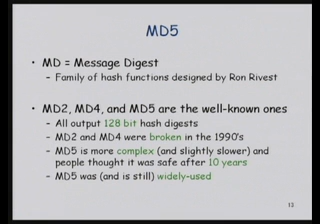 MD5
• MD = Message Digest
– Family of hash functions designed by Ron Rivest
• MD2, MD4, and MD5 are the well-known ones
– All output 128 bit hash digests
– MD2 and MD4 were broken in the 1990's
– MD5 is more complex (and slightly slower) and
people thought it was safe after 10 years
– MD5 was (and is still) widely-used
13